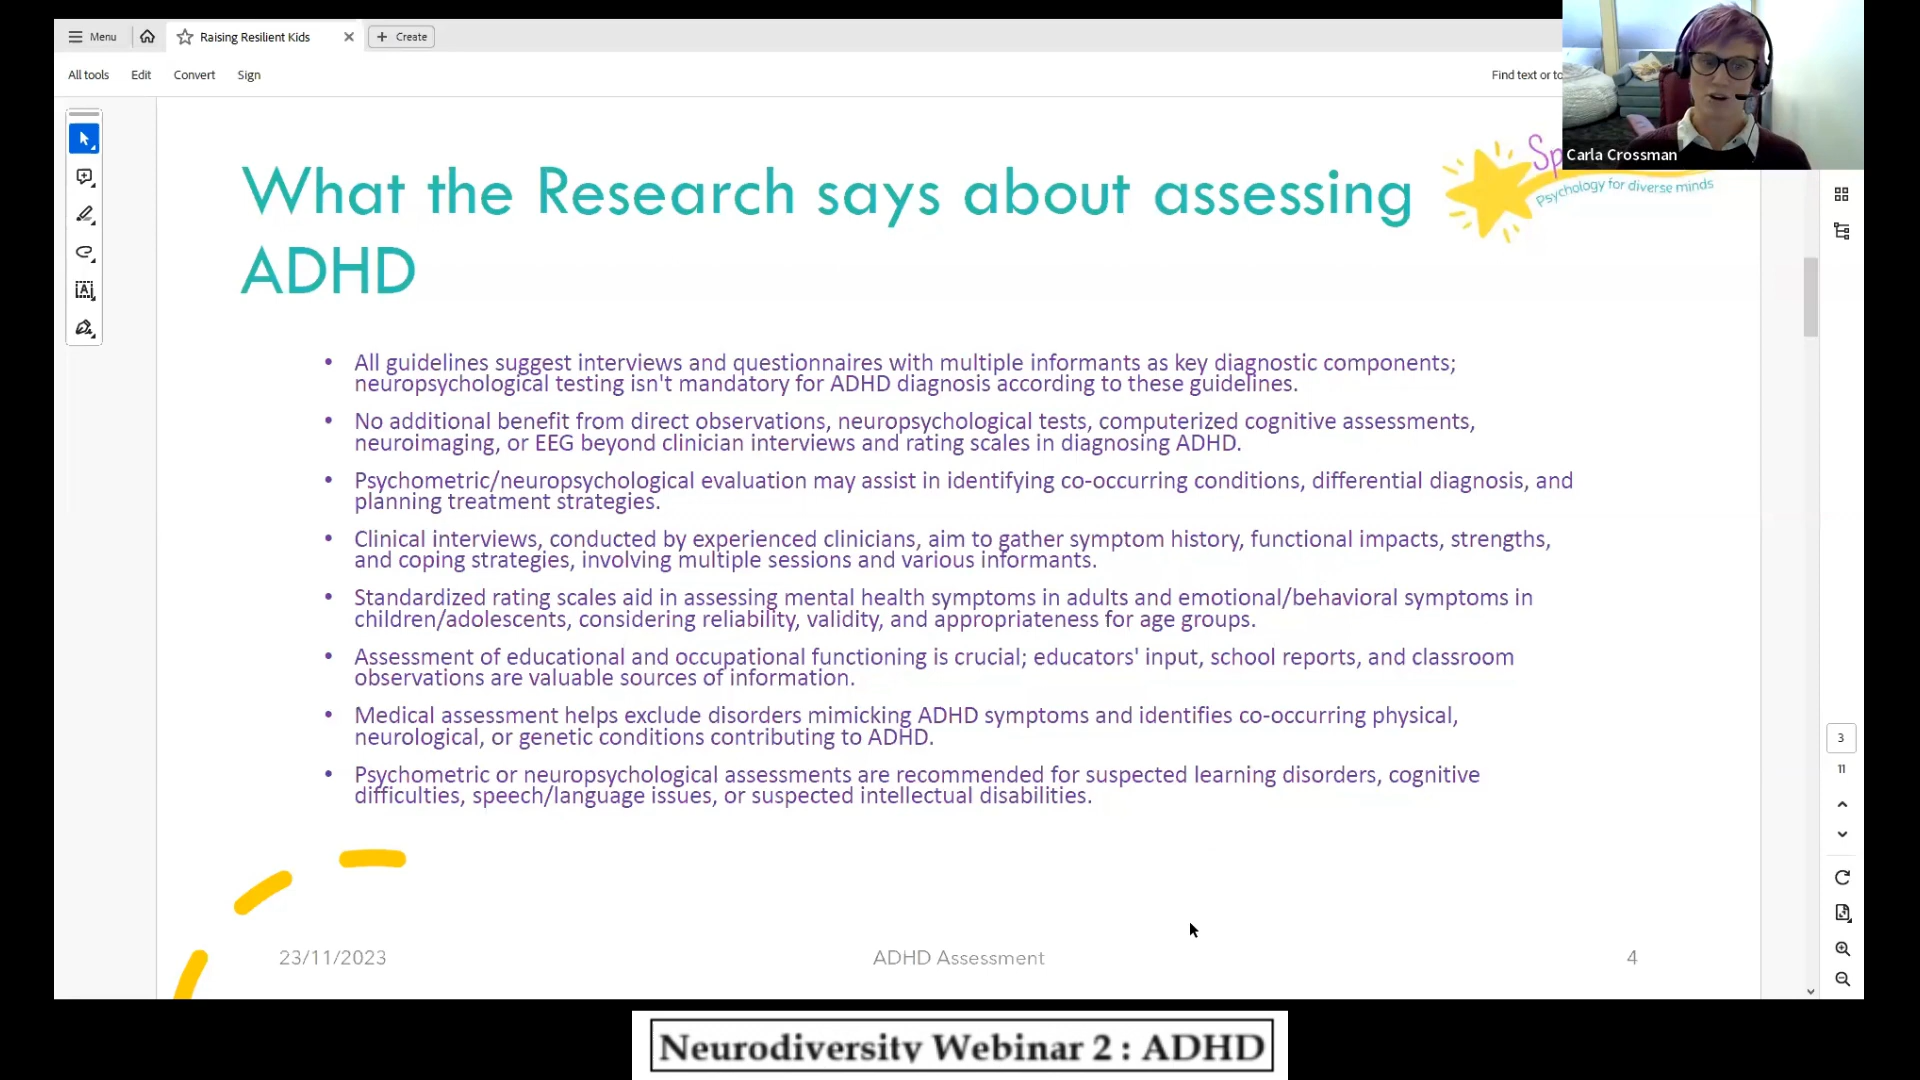 Menu
Raising Resilient Kids
Create
All tools
Edit
Convert
Sign
Find text or to
Carla Crossman
What the Research says about assessing
ADHD
Sp
Psychology for diverse minds
• All guidelines suggest interviews and questionnaires with multiple informants as key diagnostic components;
neuropsychological testing isn't mandatory for ADHD diagnosis according to these guidelines.
• No additional benefit from direct observations, neuropsychological tests, computerized cognitive assessments,
neuroimaging, or EEG beyond clinician interviews and rating scales in diagnosing ADHD.
• Psychometric/neuropsychological evaluation may assist in identifying co-occurring conditions, differential diagnosis, and
planning treatment strategies.
• Clinical interviews, conducted by experienced clinicians, aim to gather symptom history, functional impacts, strengths,
and coping strategies, involving multiple sessions and various informants.
• Standardized rating scales aid in assessing mental health symptoms in adults and emotional/behavioral symptoms in
children/adolescents, considering reliability, validity, and appropriateness for age groups.
• Assessment of educational and occupational functioning is crucial; educators' input, school reports, and classroom
observations are valuable sources of information.
• Medical assessment helps exclude disorders mimicking ADHD symptoms and identifies co-occurring physical,
neurological, or genetic conditions contributing to ADHD.
• Psychometric or neuropsychological assessments are recommended for suspected learning disorders, cognitive
difficulties, speech/language issues, or suspected intellectual disabilities.
3
11
23/11/2023
ADHD Assessment
4
Neurodiversity Webinar 2 : ADHD